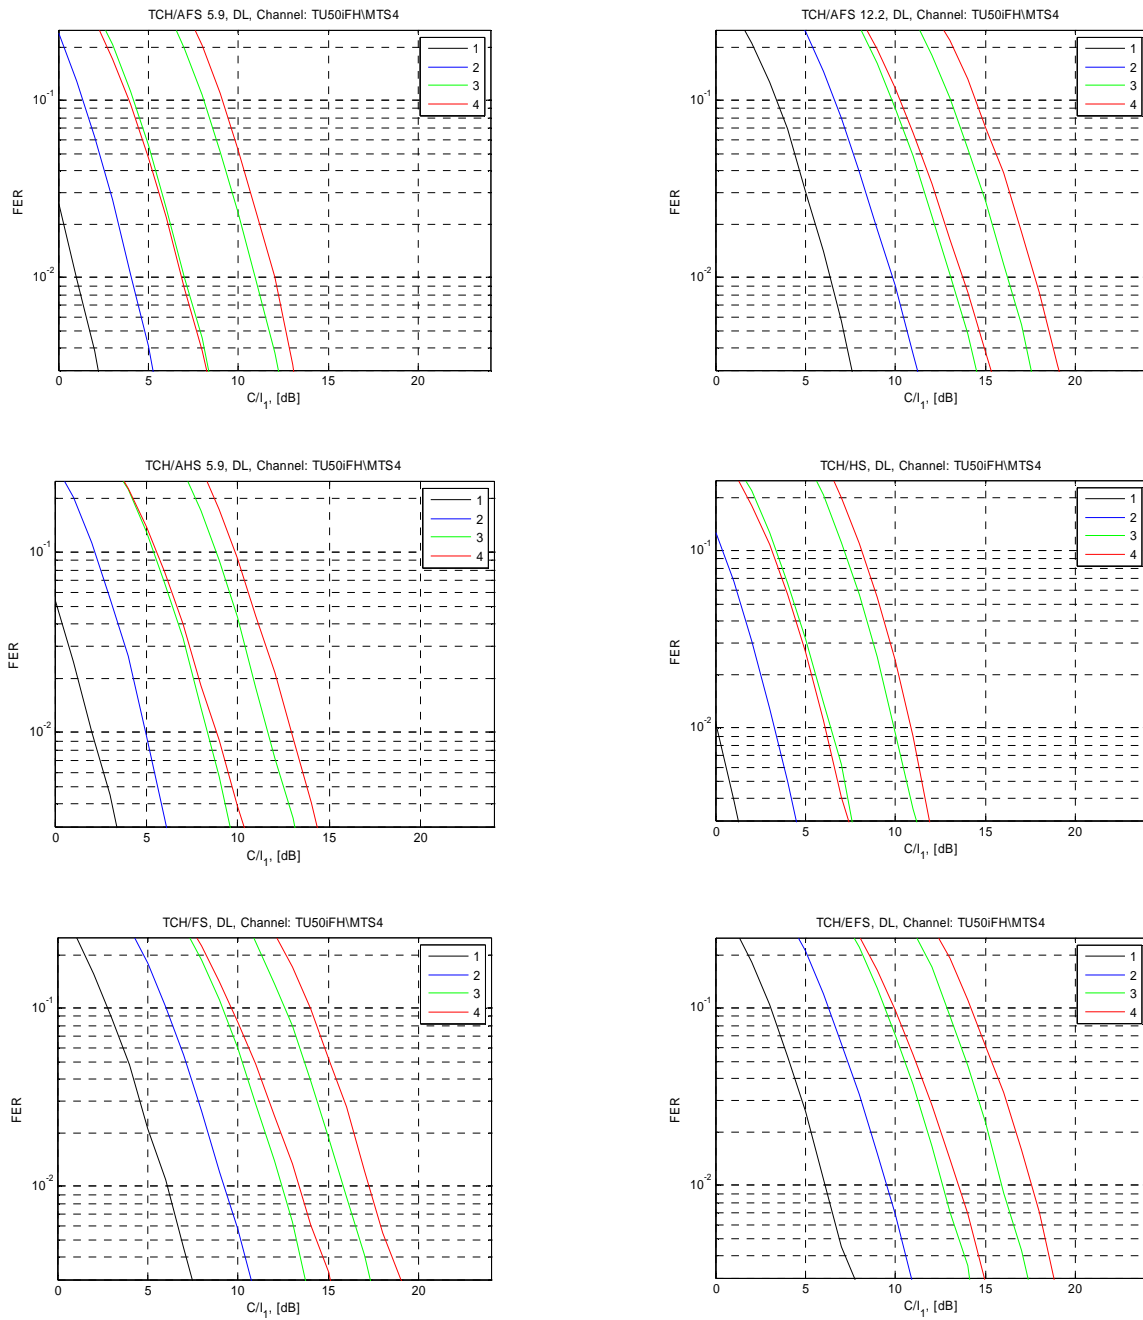 TCH/AFS 5.9, DL, Channel: TU50iFH\MTS4
1
2
3
4
10-1
10-2
FER
0 5 10 15 20
C/I1, [dB]
TCH/AFS 12.2, DL, Channel: TU50iFH\MTS4
1
2
3
4
10-1
10-2
FER
0 5 10 15 20
C/I1, [dB]
TCH/AHS 5.9, DL, Channel: TU50iFH\MTS4
1
2
3
4
10-1
10-2
FER
0 5 10 15 20
C/I1, [dB]
TCH/HS, DL, Channel: TU50iFH\MTS4
1
2
3
4
10-1
10-2
FER
0 5 10 15 20
C/I1, [dB]
TCH/FS, DL, Channel: TU50iFH\MTS4
1
2
3
4
10-1
10-2
FER
0 5 10 15 20
C/I1, [dB]
TCH/EFS, DL, Channel: TU50iFH\MTS4
1
2
3
4
10-1
10-2
FER
0 5 10 15 20
C/I1, [dB]